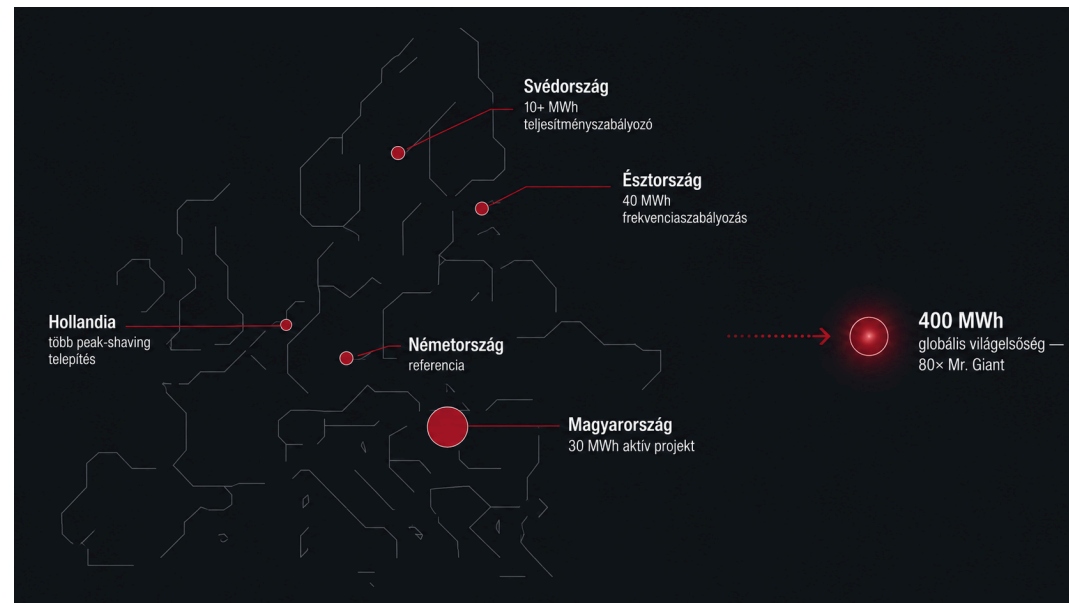 Svédország
10+ MWh
teljesítményszabályozó
Észtország
40 MWh
frekvenciaszabályozás
Hollandia
több peak-shaving
telepítés
Németország
referencia
400 MWh
globális világelsőség —
80× Mr. Giant
Magyarország
30 MWh aktív projekt